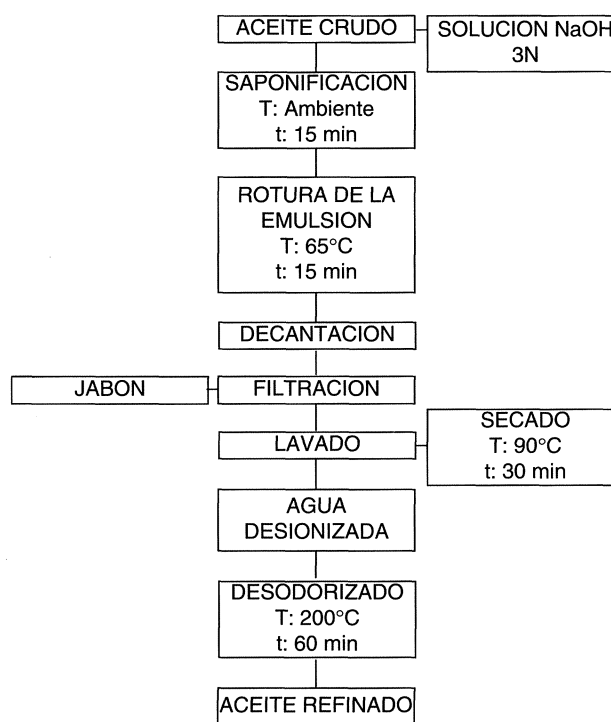 ACEITE CRUDO
SOLUCION NaOH
3N
SAPONIFICACION
T: Ambiente
t: 15 min
ROTURA DE LA
EMULSION
T: 65°C
t: 15 min
DECANTACION
JABON
FILTRACION
LAVADO
SECADO
T: 90°C
t: 30 min
AGUA
DESIONIZADA
DESODORIZADO
T: 200°C
t: 60 min
ACEITE REFINADO